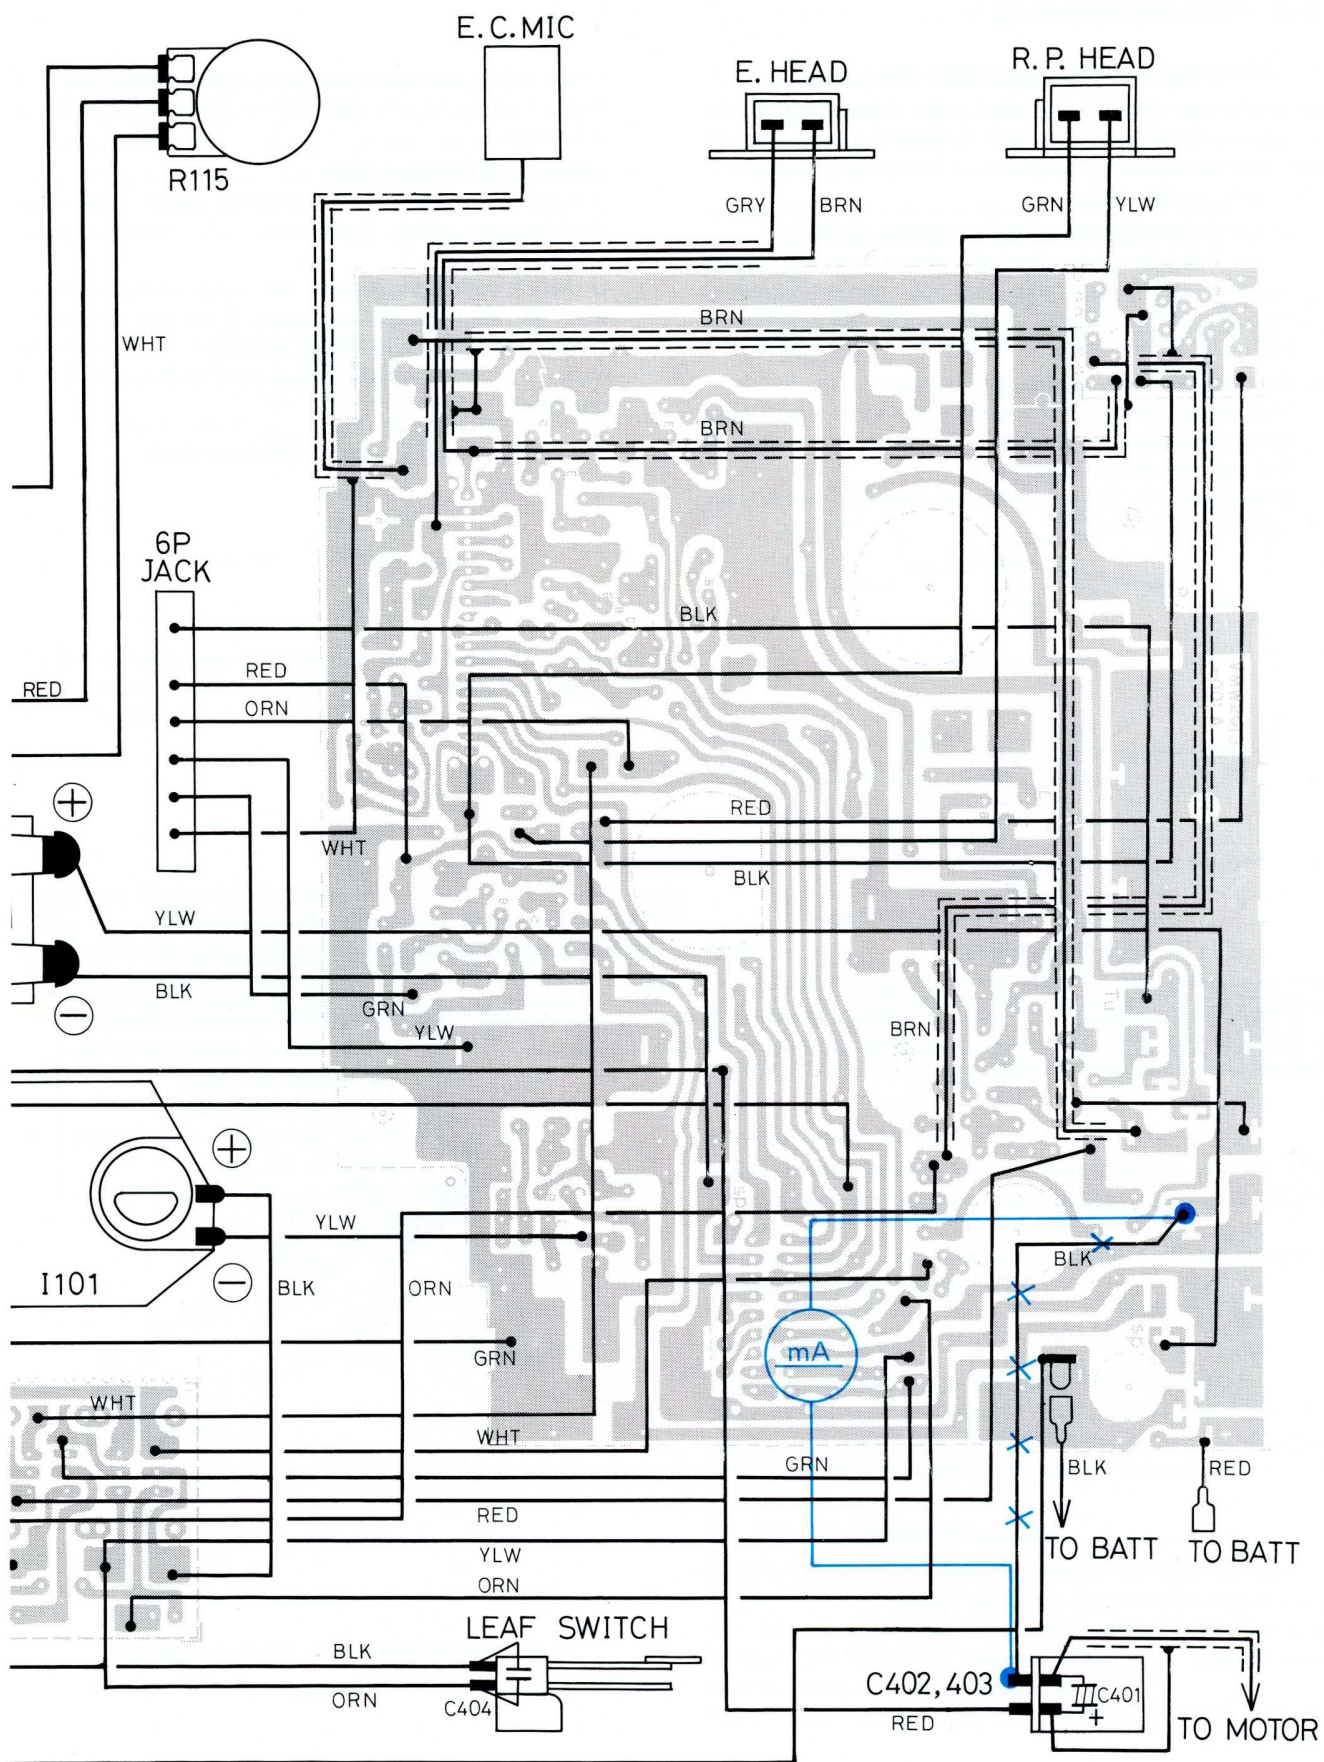 E.C.MIC
E. HEAD
R.P. HEAD
R115
GRY
BRN
GRN
YLW
BRN
WHT
BRN
6P
JACK
BLK
RED
RED
ORN
+
RED
WHT
BLK
YLW
BLK
−
GRN
YLW
BRN
+
YLW
BLK
I101
−
BLK
ORN
mA
GRN
WHT
WHT
GRN
BLK
RED
RED
TO BATT
TO BATT
YLW
ORN
LEAF SWITCH
BLK
ORN
C404
C402,403
C401
+
RED
TO MOTOR